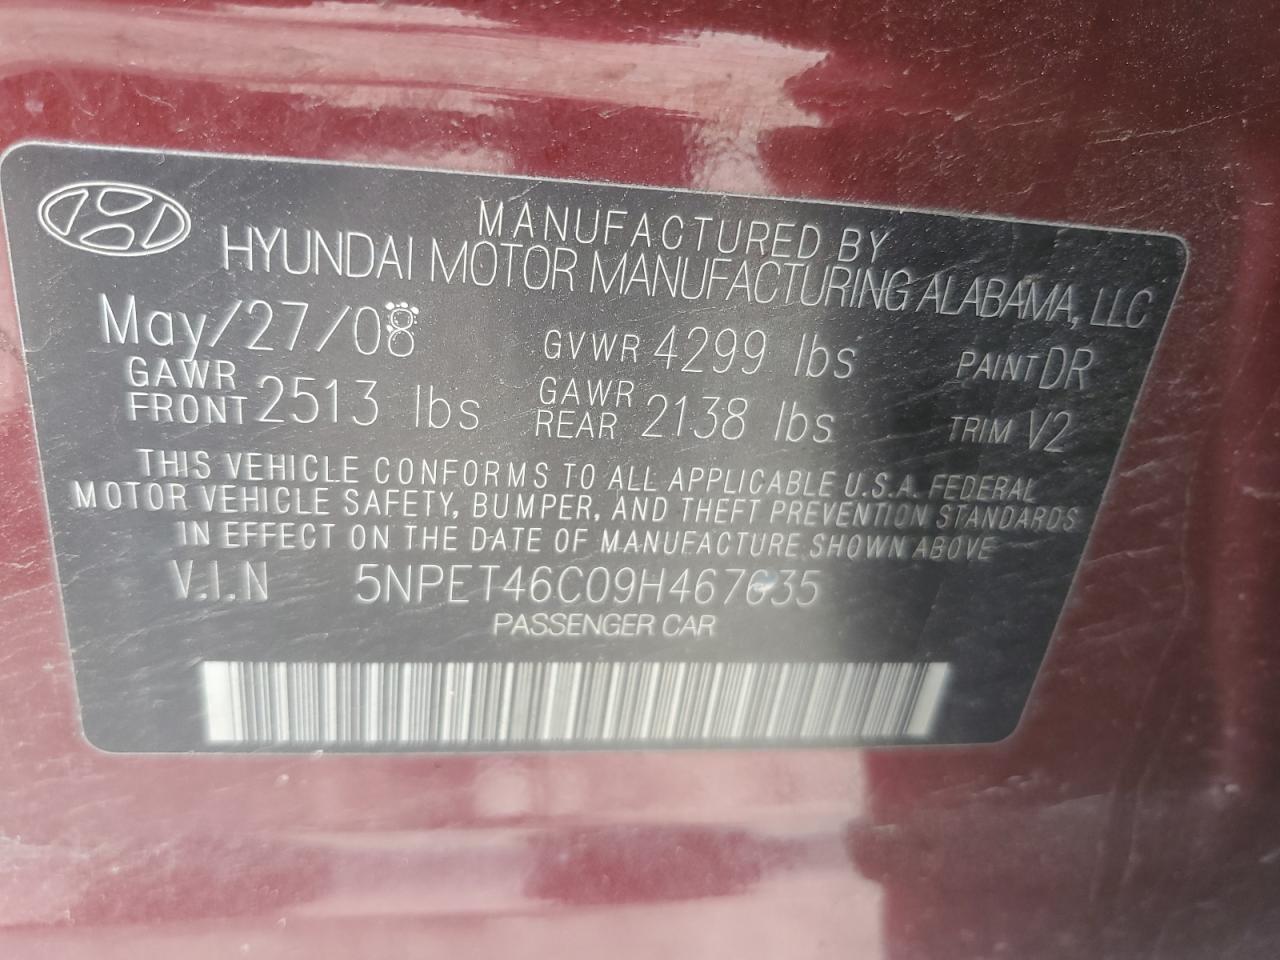 MANUFACTURED BY
HYUNDAI MOTOR MANUFACTURING ALABAMA, LLC
May/27/08 GVWR 4299 lbs PAINT DR
GAWR FRONT 2513 lbs GAWR REAR 2138 lbs TRIM V2
THIS VEHICLE CONFORMS TO ALL APPLICABLE U.S.A. FEDERAL
MOTOR VEHICLE SAFETY, BUMPER, AND THEFT PREVENTION STANDARDS
IN EFFECT ON THE DATE OF MANUFACTURE SHOWN ABOVE
V.I.N 5NPET46C09H467635
PASSENGER CAR